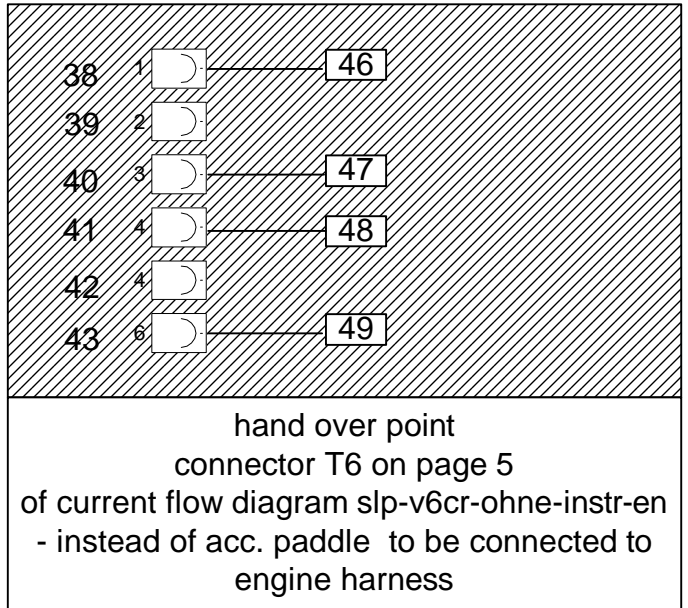 38 1 46
39 2
40 3 47
41 4 48
42 4
43 6 49
hand over point
connector T6 on page 5
of current flow diagram slp-v6cr-ohne-instr-en
- instead of acc. paddle to be connected to
engine harness